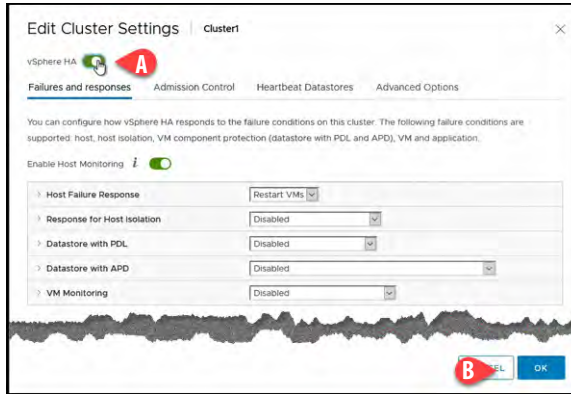 Edit Cluster Settings | Cluster1
vSphere HA A
Failures and responses Admission Control Heartbeat Datastores Advanced Options
You can configure how vSphere HA responds to the failure conditions on this cluster. The following failure conditions are
supported: host, host isolation, VM component protection (datastore with PDL and APD), VM and application.
Enable Host Monitoring i
Host Failure Response Restart VMs
Response for Host Isolation Disabled
Datastore with PDL Disabled
Datastore with APD Disabled
VM Monitoring Disabled
B EL OK